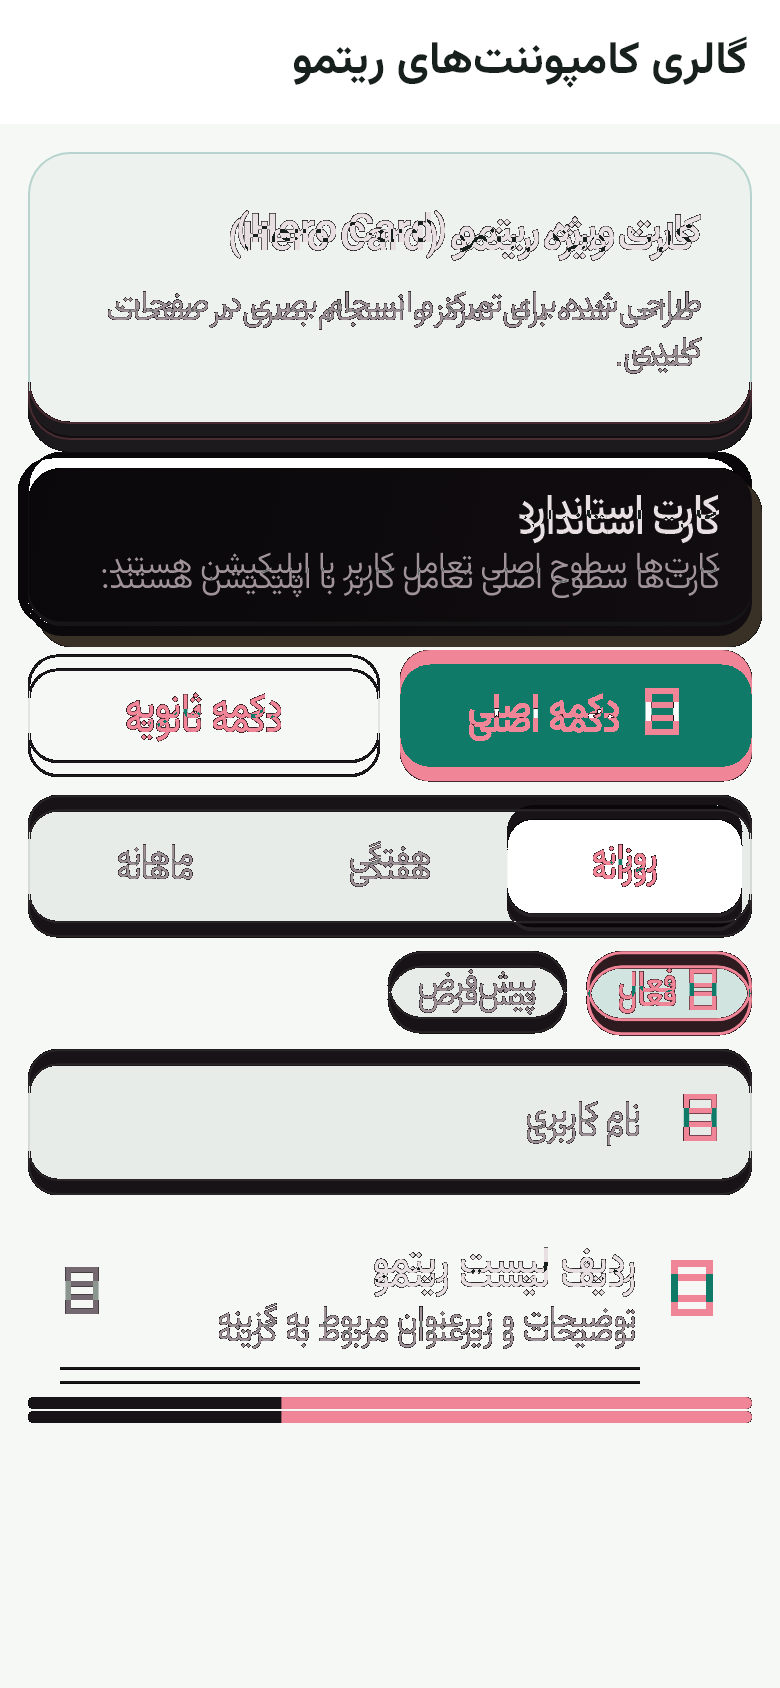 گالری کامپوننت‌های ریتمو
کارت ویژه ریتمو (Hero Card)
طراحی شده برای تمرکز و انسجام بصری در صفحات
کلیدی.
کارت استاندارد
کارت‌ها سطوح اصلی تعامل کاربر با اپلیکیشن هستند.
دکمه اصلی
دکمه ثانویه
روزانه
هفتگی
ماهانه
فعال
پیش‌فرض
نام کاربری
ردیف لیست ریتمو
توضیحات و زیرعنوان مربوط به گزینه